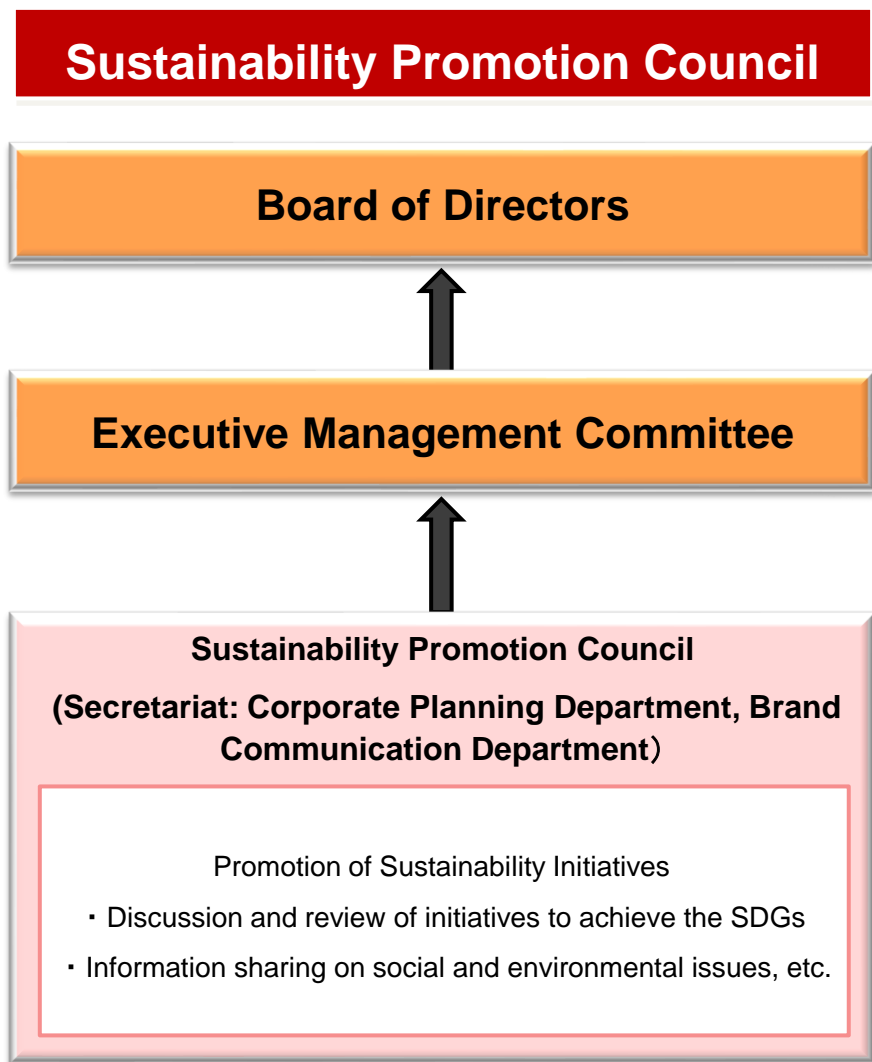 Sustainability Promotion Council
Board of Directors
Executive Management Committee
Sustainability Promotion Council
(Secretariat: Corporate Planning Department, Brand
Communication Department）
Promotion of Sustainability Initiatives
・Discussion and review of initiatives to achieve the SDGs
・Information sharing on social and environmental issues, etc.